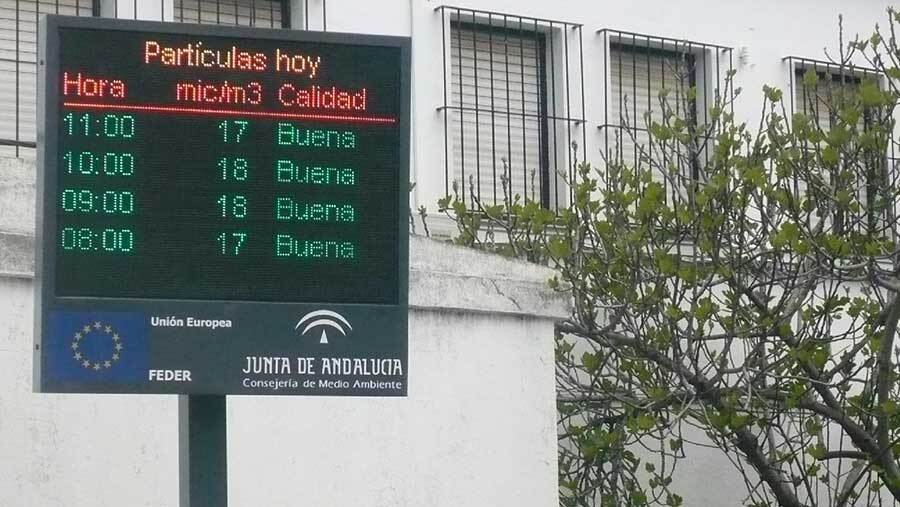 Partículas hoy
Hora mic/m3 Calidad
11:00 17 Buena
10:00 18 Buena
09:00 18 Buena
08:00 17 Buena
Unión Europea
FEDER
JUNTA DE ANDALUCIA
Consejería de Medio Ambiente